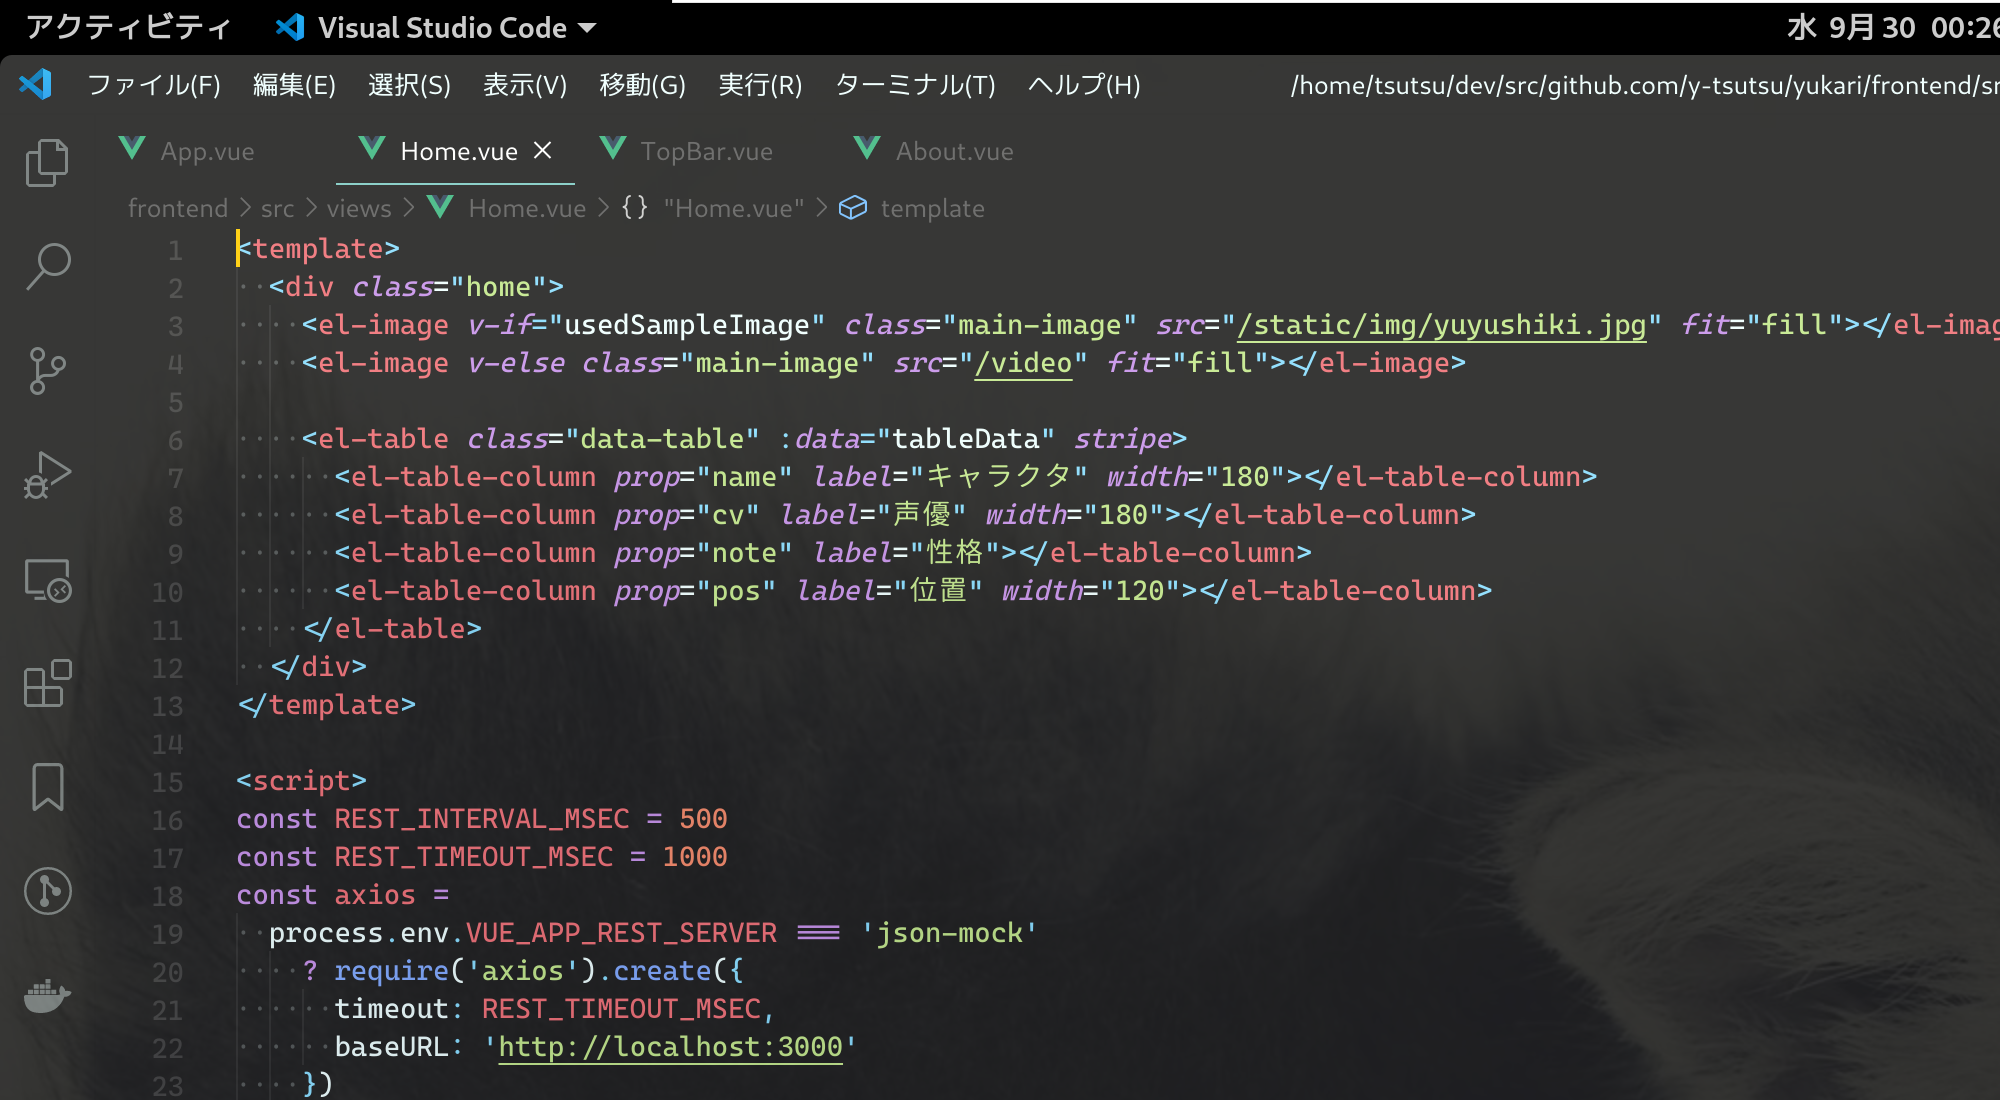 アクティビティ Visual Studio Code 水 9月 30 00:26
ファイル(F) 編集(E) 選択(S) 表示(V) 移動(G) 実行(R) ターミナル(T) ヘルプ(H) /home/tsutsu/dev/src/github.com/y-tsutsu/yukari/frontend/sr
App.vue Home.vue TopBar.vue About.vue
frontend > src > views > Home.vue > {} "Home.vue" > template
1 <template>
2 <div class="home">
3 <el-image v-if="usedSampleImage" class="main-image" src="/static/img/yuyushiki.jpg" fit="fill"></el-imag
4 <el-image v-else class="main-image" src="/video" fit="fill"></el-image>
5
6 <el-table class="data-table" :data="tableData" stripe>
7 <el-table-column prop="name" label="キャラクタ" width="180"></el-table-column>
8 <el-table-column prop="cv" label="声優" width="180"></el-table-column>
9 <el-table-column prop="note" label="性格"></el-table-column>
10 <el-table-column prop="pos" label="位置" width="120"></el-table-column>
11 </el-table>
12 </div>
13 </template>
14
15 <script>
16 const REST_INTERVAL_MSEC = 500
17 const REST_TIMEOUT_MSEC = 1000
18 const axios =
19 process.env.VUE_APP_REST_SERVER === 'json-mock'
20 ? require('axios').create({
21 timeout: REST_TIMEOUT_MSEC,
22 baseURL: 'http://localhost:3000'
23 })